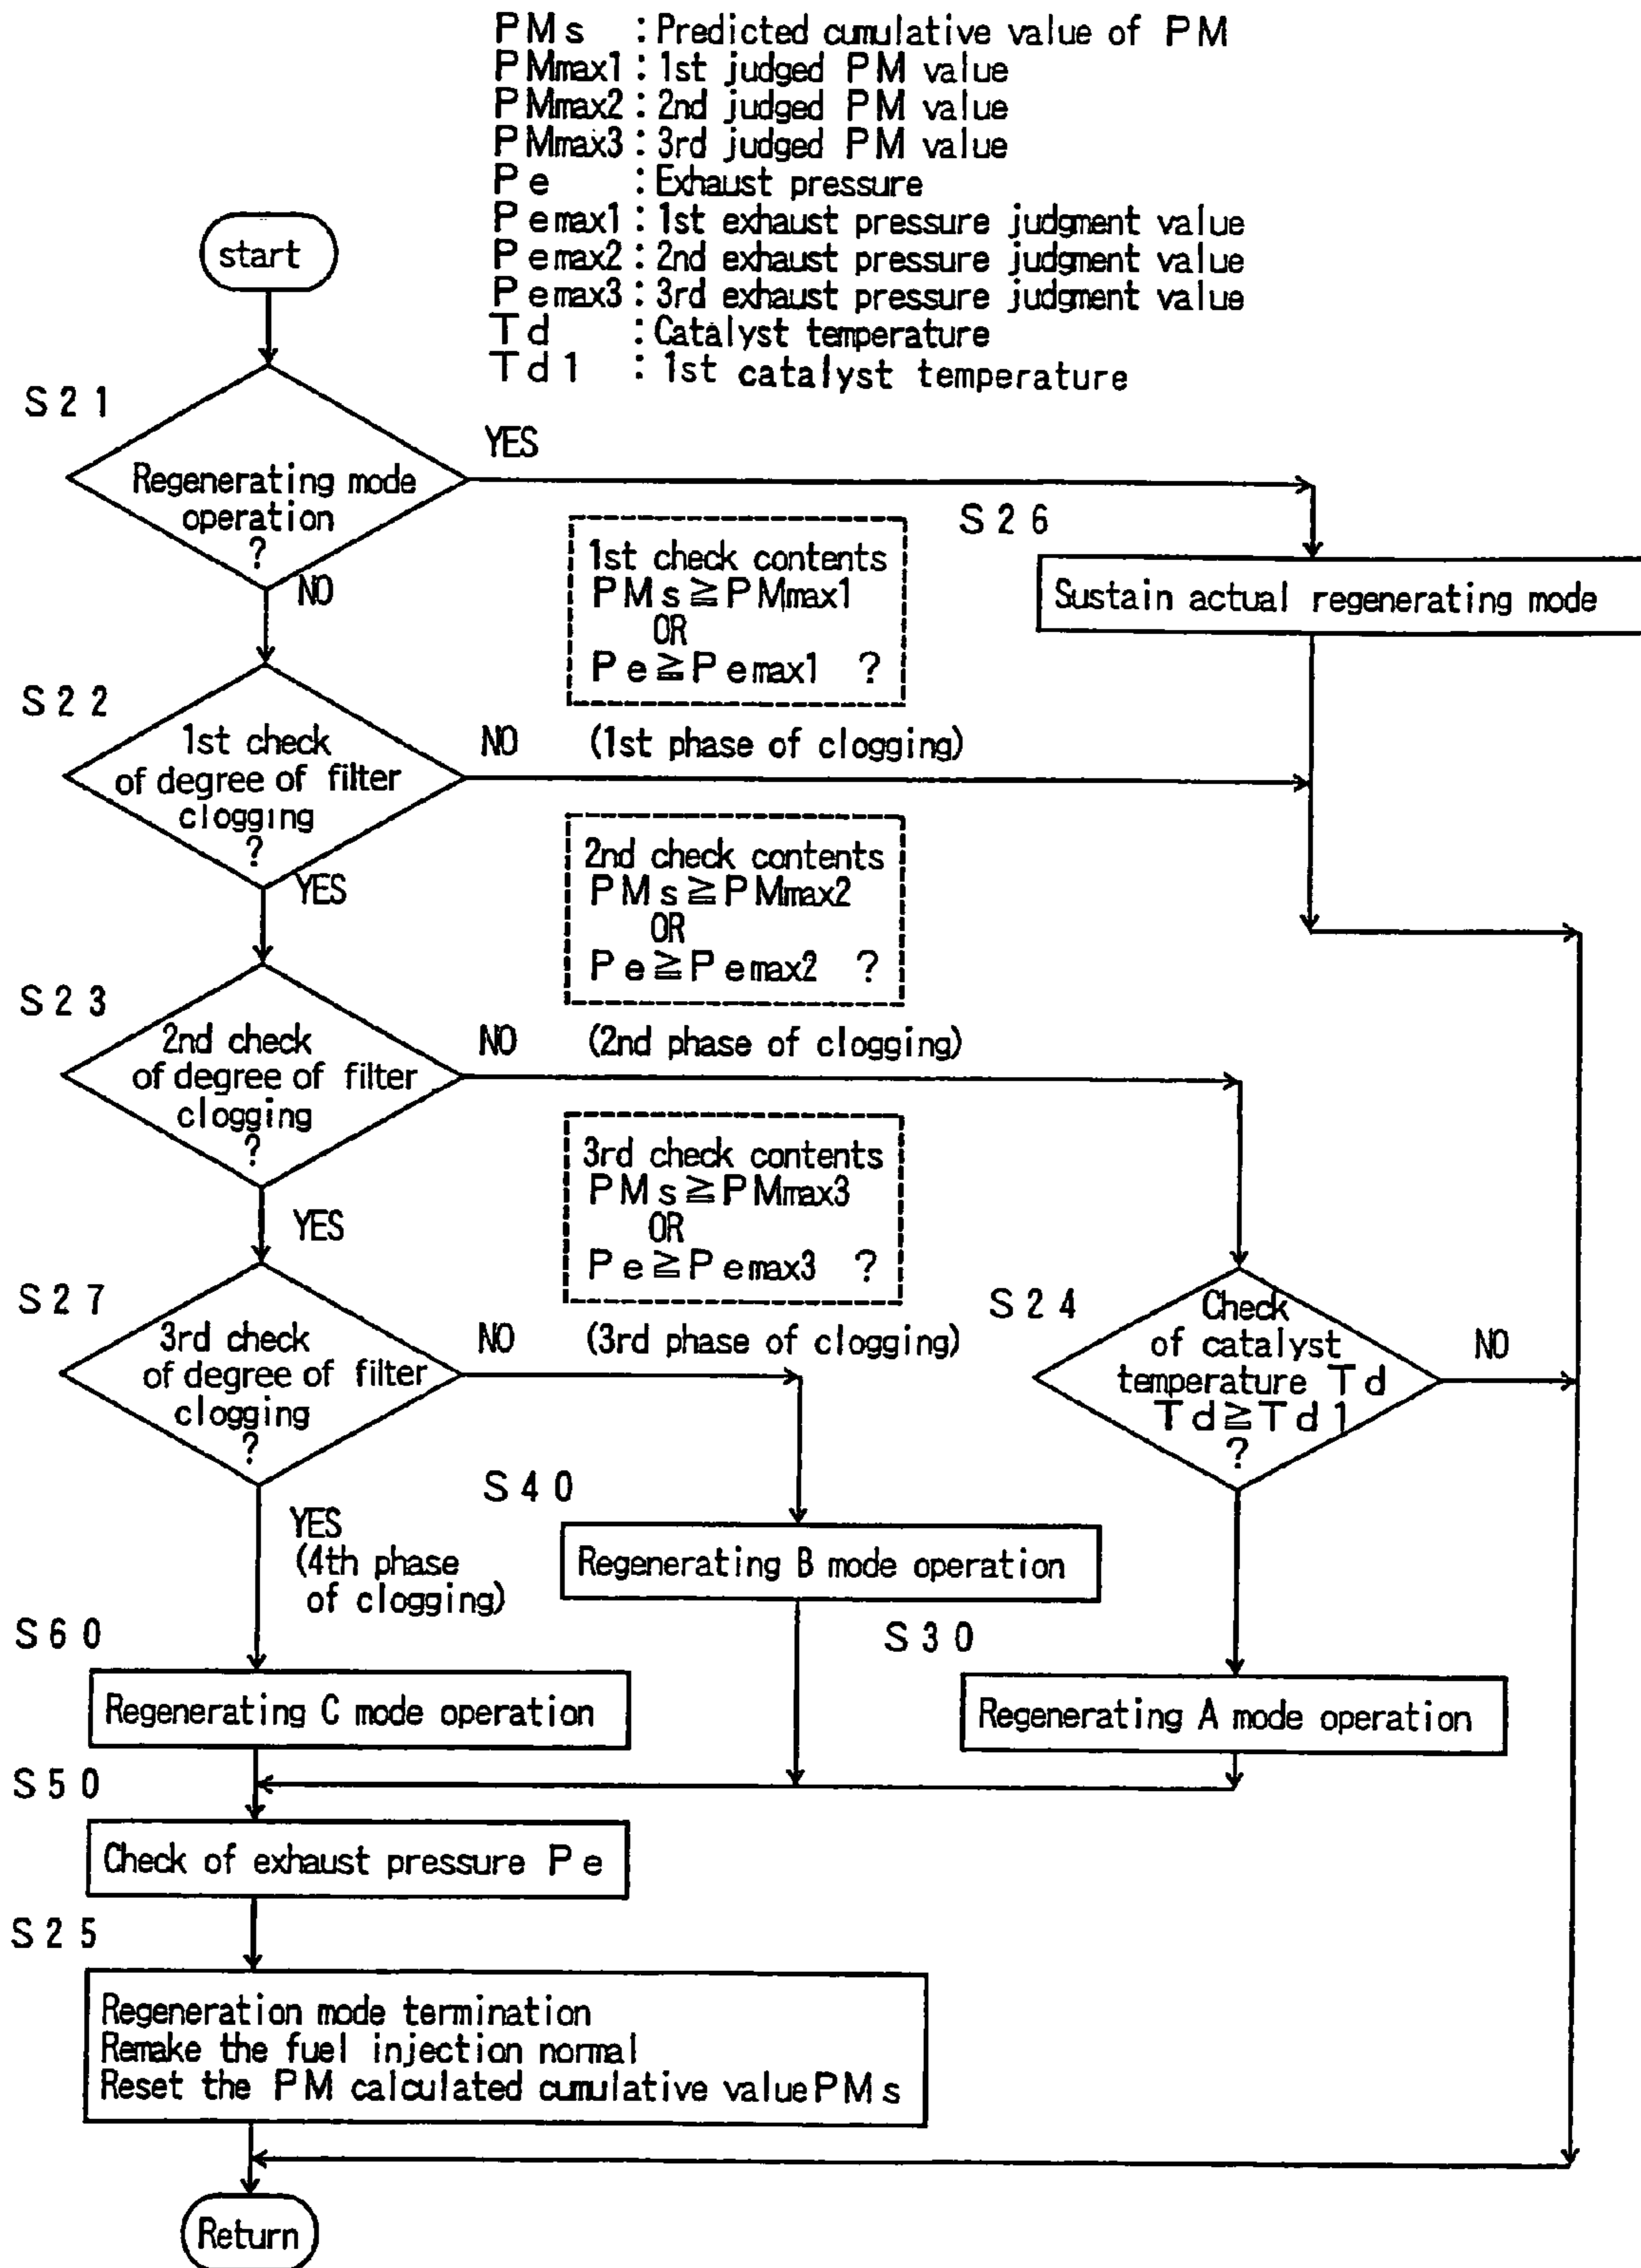 PMs : Predicted cumulative value of PM
PMmax1 : 1st judged PM value
PMmax2 : 2nd judged PM value
PMmax3 : 3rd judged PM value
Pe : Exhaust pressure
Pemax1 : 1st exhaust pressure judgment value
Pemax2 : 2nd exhaust pressure judgment value
Pemax3 : 3rd exhaust pressure judgment value
Td : Catalyst temperature
Td1 : 1st catalyst temperature
start
S21
Regenerating mode
operation
?
YES
NO
S26
Sustain actual regenerating mode
1st check contents
PMs≧PMmax1
OR
Pe≧Pemax1 ?
S22
1st check
of degree of filter
clogging
?
NO (1st phase of clogging)
YES
2nd check contents
PMs≧PMmax2
OR
Pe≧Pemax2 ?
S23
2nd check
of degree of filter
clogging
?
NO (2nd phase of clogging)
YES
3rd check contents
PMs≧PMmax3
OR
Pe≧Pemax3 ?
S27
3rd check
of degree of filter
clogging
?
NO (3rd phase of clogging)
S24
Check
of catalyst
temperature Td
Td≧Td1
?
NO
YES
(4th phase
of clogging)
S40
Regenerating B mode operation
S60
Regenerating C mode operation
S30
Regenerating A mode operation
S50
Check of exhaust pressure Pe
S25
Regeneration mode termination
Remake the fuel injection normal
Reset the PM calculated cumulative value PMs
Return